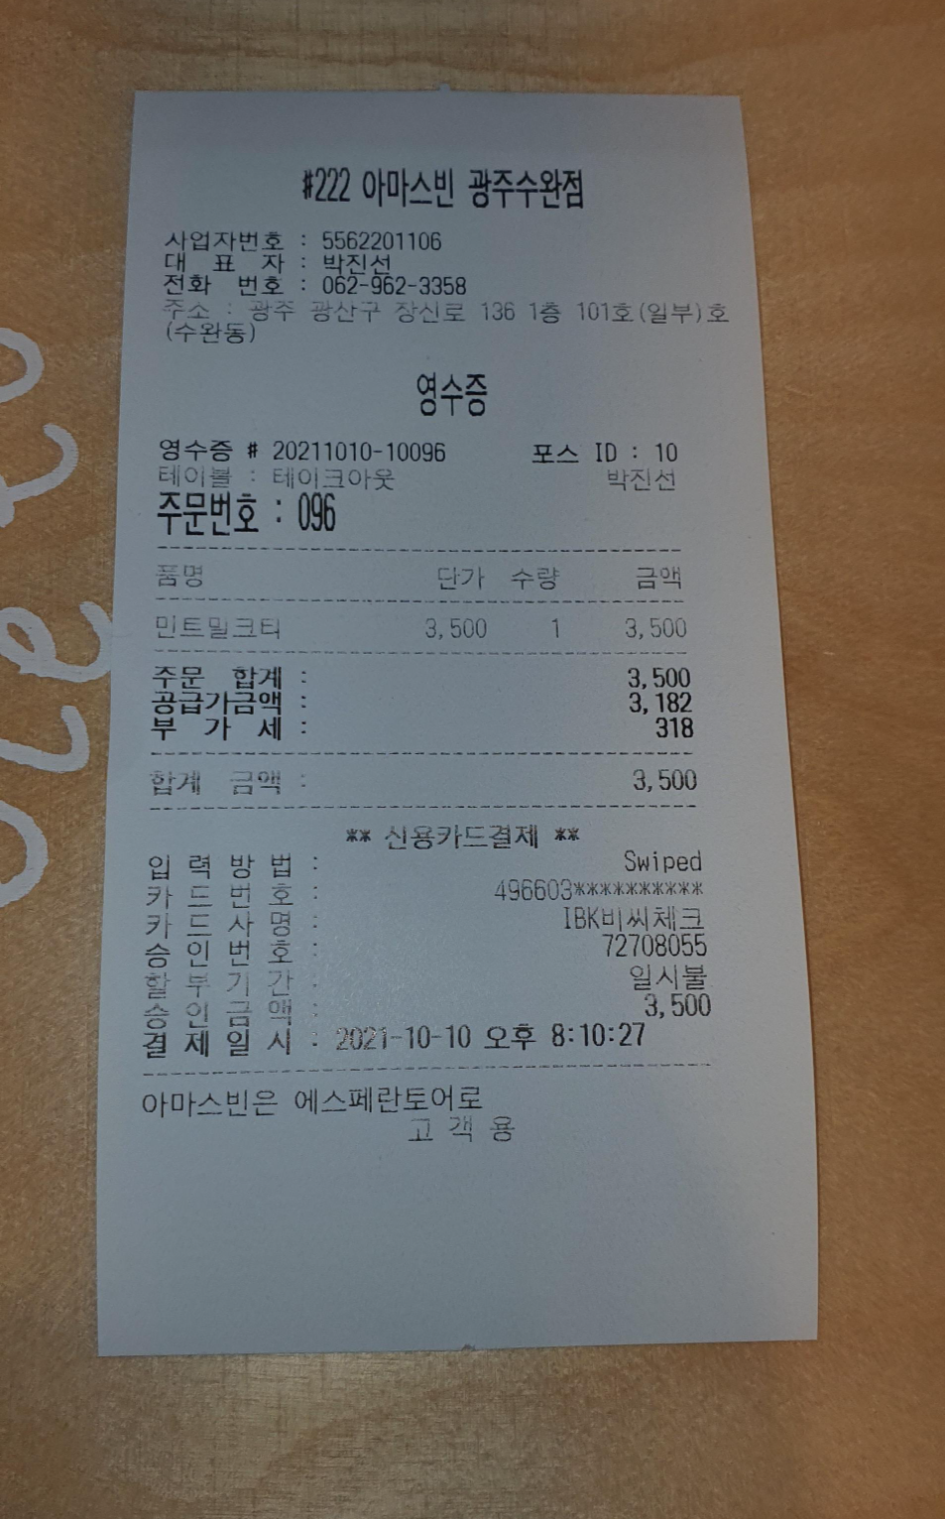 #222 아마스빈 광주수완점
사업자번호 : 5562201106
대 표 자 : 박진선
전화 번호 : 062-962-3358
주소 : 광주 광산구 장신로 136 1층 101호(일부)호
(수완동)
영수증
영수증 # 20211010-10096 포스 ID : 10
테이블 : 테이크아웃 박진선
주문번호 : 096
품명 단가 수량 금액
민트밀크티 3,500 1 3,500
주문 합계 : 3,500
공급가금액 : 3,182
부 가 세 : 318
합계 금액 : 3,500
** 신용카드결제 **
입 력 방 법 : Swiped
카 드 번 호 : 496603**********
카 드 사 명 : IBK비씨체크
승 인 번 호 : 72708055
할 부 기 간 : 일시불
승 인 금 액 : 3,500
결 제 일 시 : 2021-10-10 오후 8:10:27
아마스빈은 에스페란토어로
고 객 용